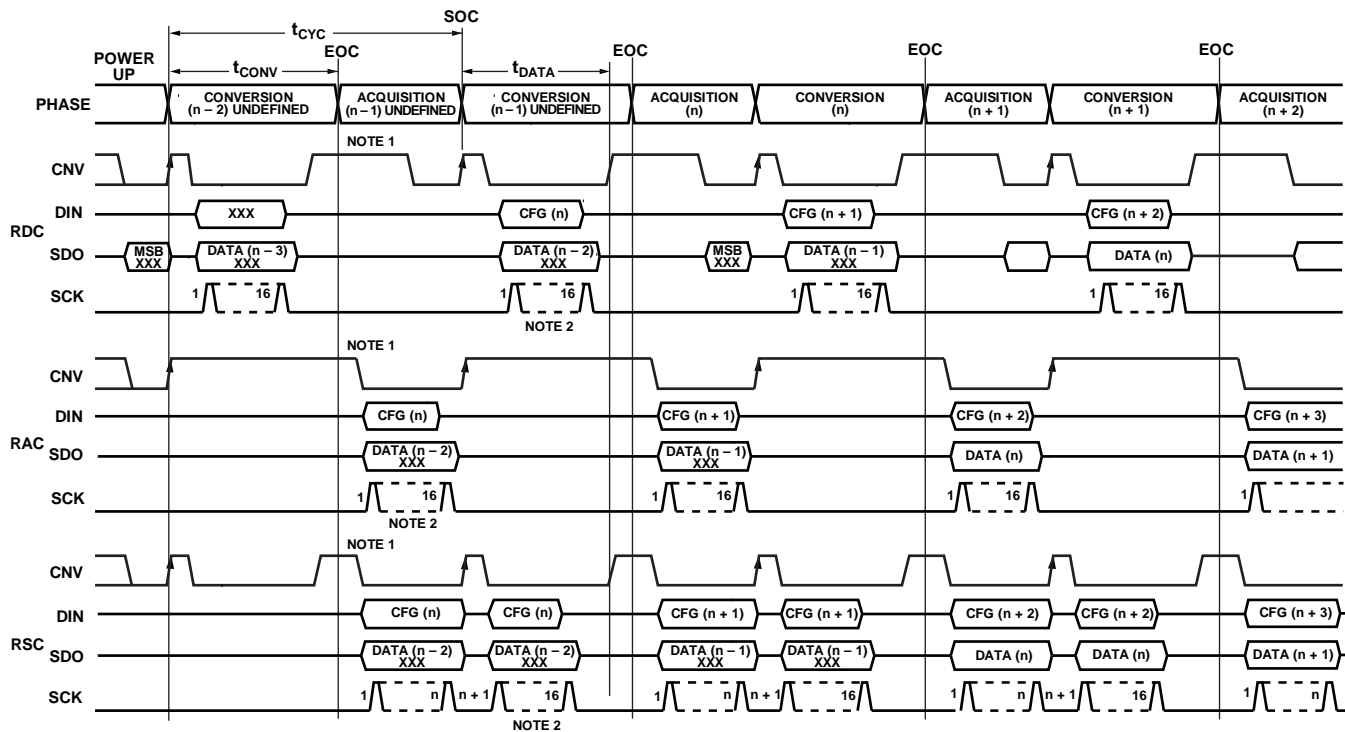 SOC
tCYC
POWER UP
EOC
EOC
EOC
EOC
tCONV
tDATA
PHASE
CONVERSION (n – 2) UNDEFINED
ACQUISITION (n – 1) UNDEFINED
CONVERSION (n – 1) UNDEFINED
ACQUISITION (n)
CONVERSION (n)
ACQUISITION (n + 1)
CONVERSION (n + 1)
ACQUISITION (n + 2)
NOTE 1
CNV
DIN
XXX
CFG (n)
CFG (n + 1)
CFG (n + 2)
RDC
SDO
MSB XXX
DATA (n – 3) XXX
DATA (n – 2) XXX
MSB XXX
DATA (n – 1) XXX
DATA (n)
SCK
1 16
1 16
1 16
1 16
NOTE 2
NOTE 1
CNV
DIN
CFG (n)
CFG (n + 1)
CFG (n + 2)
CFG (n + 3)
RAC
SDO
DATA (n – 2) XXX
DATA (n – 1) XXX
DATA (n)
DATA (n + 1)
SCK
1 16
1 16
1 16
1
NOTE 2
NOTE 1
CNV
DIN
CFG (n)
CFG (n)
CFG (n + 1)
CFG (n + 1)
CFG (n + 2)
CFG (n + 2)
CFG (n + 3)
RSC
SDO
DATA (n – 2) XXX
DATA (n – 2) XXX
DATA (n – 1) XXX
DATA (n – 1) XXX
DATA (n)
DATA (n)
DATA (n + 1)
SCK
1 n n + 1 16
1 n n + 1 16
1 n n + 1 16
1 n
NOTE 2